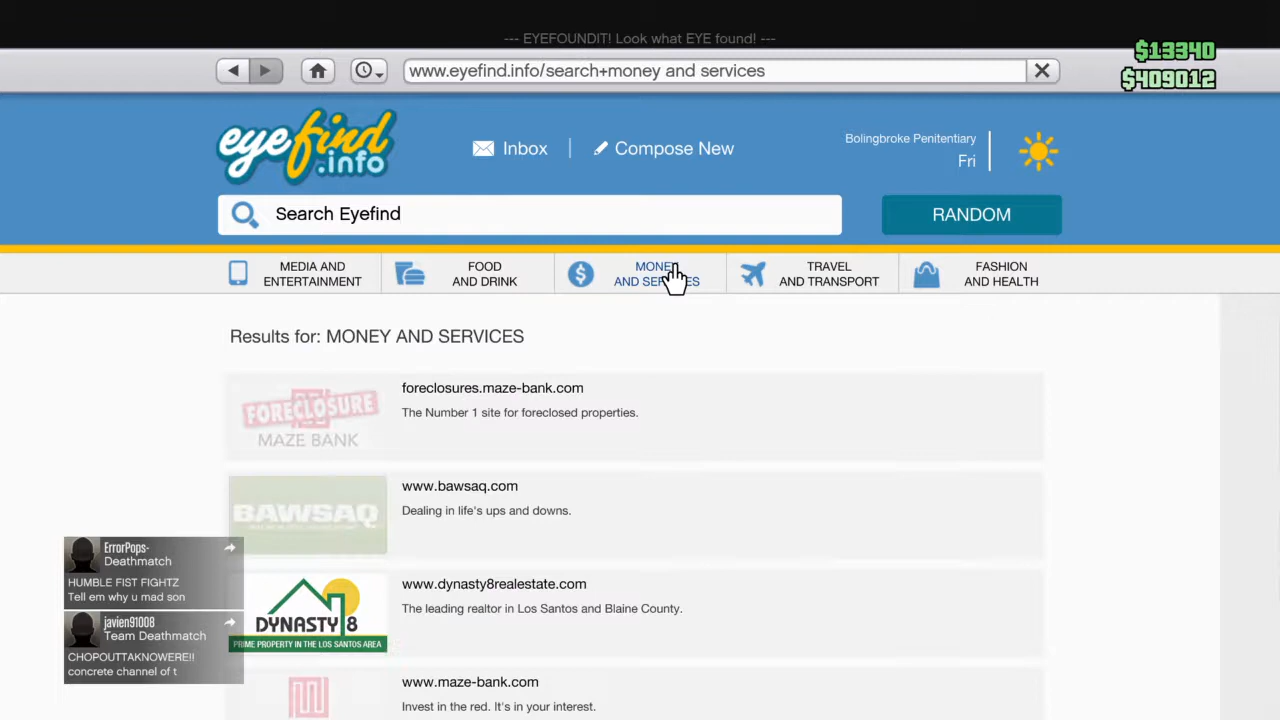 --- EYEFOUNDIT! Look what EYE found! ---
$13340
$409012
www.eyefind.info/search+money and services
eyefind
.info
Inbox
Compose New
Bolingbroke Penitentiary
Fri
Search Eyefind
RANDOM
MEDIA AND
ENTERTAINMENT
FOOD
AND DRINK
MONEY
AND SERVICES
TRAVEL
AND TRANSPORT
FASHION
AND HEALTH
Results for: MONEY AND SERVICES
FORECLOSURE
MAZE BANK
foreclosures.maze-bank.com
The Number 1 site for foreclosed properties.
BAWSAQ
www.bawsaq.com
Dealing in life's ups and downs.
DYNASTY 8
PRIME PROPERTY IN THE LOS SANTOS AREA
www.dynasty8realestate.com
The leading realtor in Los Santos and Blaine County.
www.maze-bank.com
Invest in the red. It's in your interest.
ErrorPops-
Deathmatch
HUMBLE FIST FIGHTZ
Tell em why u mad son
javien91008
Team Deathmatch
CHOPOUTTAKNOWERE!!
concrete channel of t